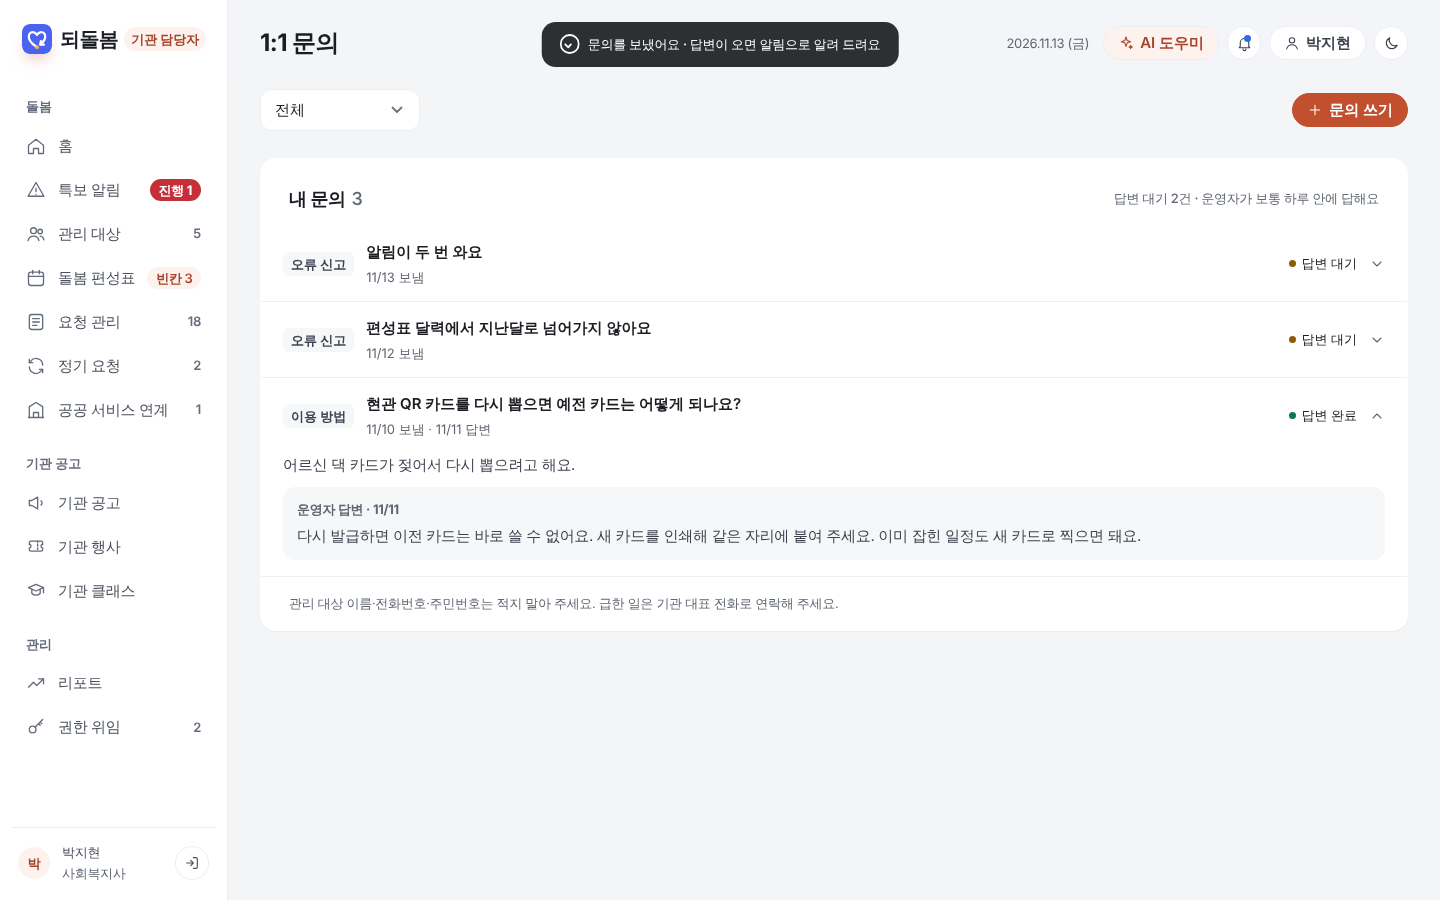 되돌봄 기관 담당자
돌봄
홈
특보 알림 진행 1
관리 대상 5
돌봄 편성표 빈칸 3
요청 관리 18
정기 요청 2
공공 서비스 연계 1
기관 공고
기관 공고
기관 행사
기관 클래스
관리
리포트
권한 위임 2
박 박지현
사회복지사
1:1 문의
문의를 보냈어요 · 답변이 오면 알림으로 알려 드려요
2026.11.13 (금) AI 도우미 박지현
전체
문의 쓰기
내 문의 3
답변 대기 2건 · 운영자가 보통 하루 안에 답해요
오류 신고 알림이 두 번 와요
11/13 보냄
답변 대기
오류 신고 편성표 달력에서 지난달로 넘어가지 않아요
11/12 보냄
답변 대기
이용 방법 현관 QR 카드를 다시 뽑으면 예전 카드는 어떻게 되나요?
11/10 보냄 · 11/11 답변
답변 완료
어르신 댁 카드가 젖어서 다시 뽑으려고 해요.
운영자 답변 · 11/11
다시 발급하면 이전 카드는 바로 쓸 수 없어요. 새 카드를 인쇄해 같은 자리에 붙여 주세요. 이미 잡힌 일정도 새 카드로 찍으면 돼요.
관리 대상 이름·전화번호·주민번호는 적지 말아 주세요. 급한 일은 기관 대표 전화로 연락해 주세요.